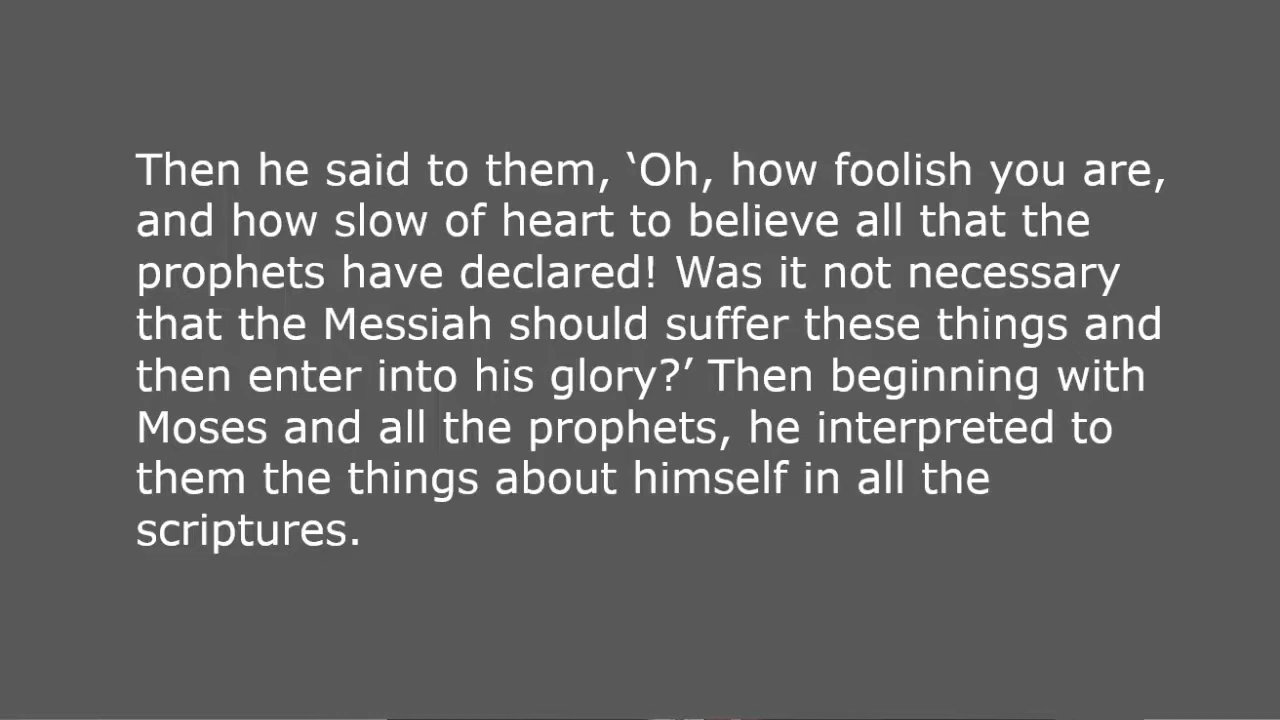 Then he said to them, ‘Oh, how foolish you are,
and how slow of heart to believe all that the
prophets have declared! Was it not necessary
that the Messiah should suffer these things and
then enter into his glory?’ Then beginning with
Moses and all the prophets, he interpreted to
them the things about himself in all the
scriptures.